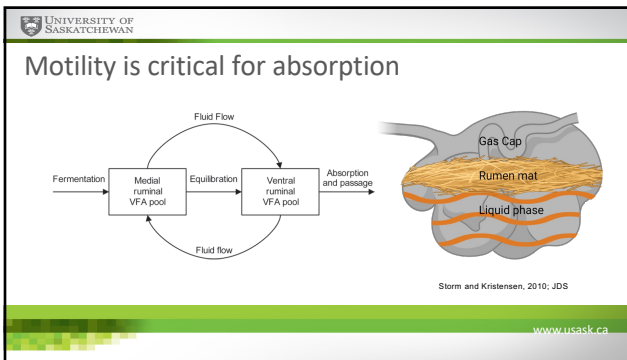 UNIVERSITY OF
SASKATCHEWAN
Motility is critical for absorption
Fluid Flow
Fermentation
Medial
ruminal
VFA pool
Equilibration
Ventral
ruminal
VFA pool
Absorption
and passage
Fluid flow
Gas Cap
Rumen mat
Liquid phase
Storm and Kristensen, 2010; JDS
www.usask.ca